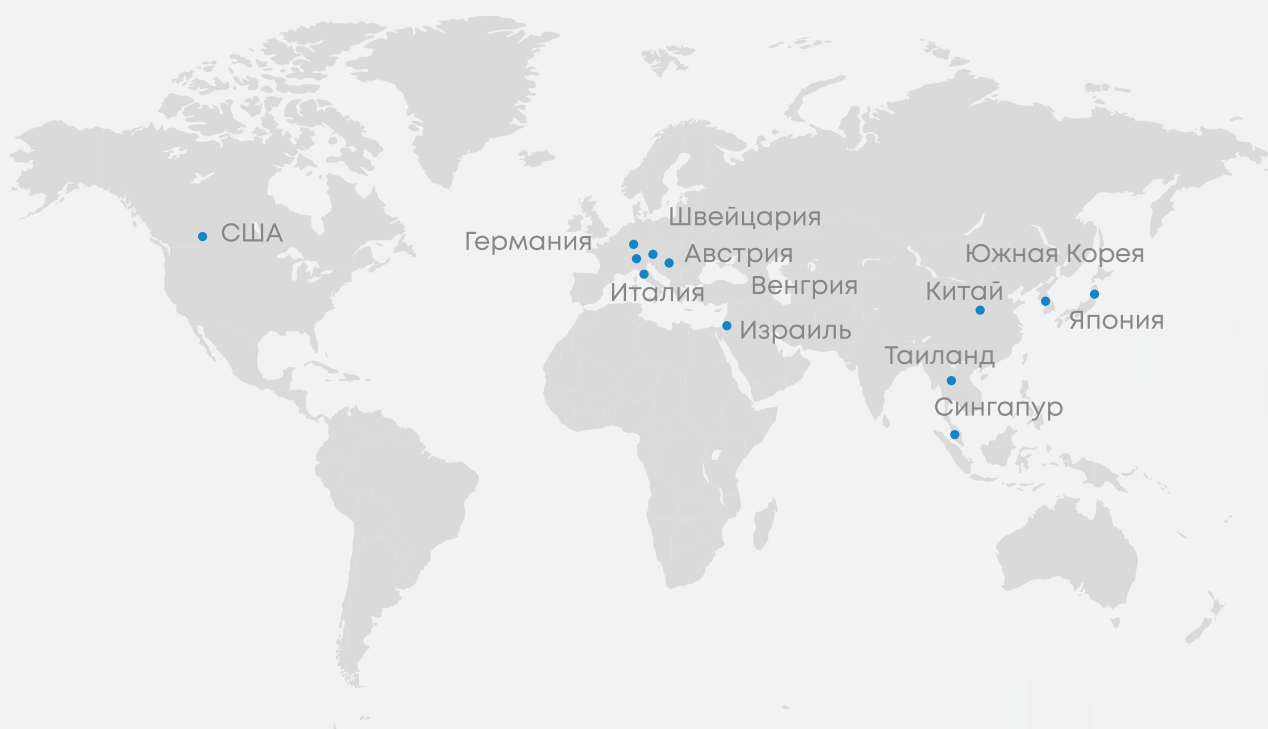 Швейцария
США
Германия
Австрия
Южная Корея
Венгрия
Италия
Китай
Япония
Израиль
Таиланд
Сингапур